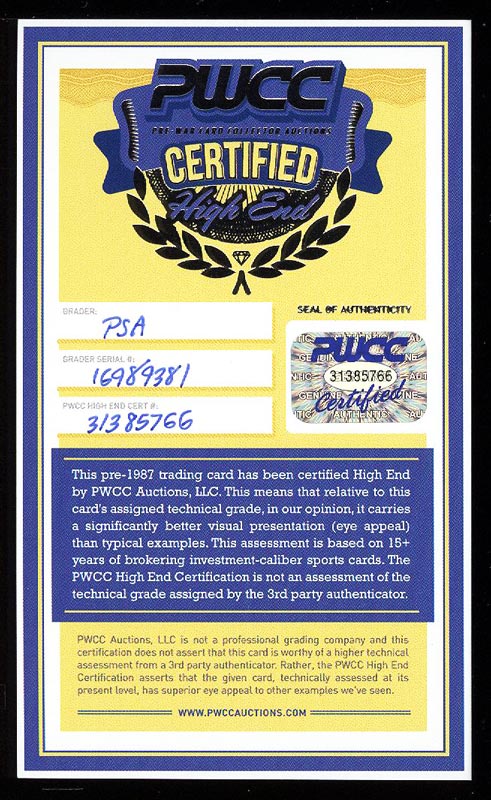 PWCC
PRE-WAR CARD COLLECTOR AUCTIONS
CERTIFIED
High End
GRADER:
PSA
GRADER SERIAL #:
16989381
PWCC HIGH END CERT #:
31385766
SEAL OF AUTHENTICITY
PWCC
31385766
Certified
This pre-1987 trading card has been certified High End
by PWCC Auctions, LLC. This means that relative to this
card's assigned technical grade, in our opinion, it carries
a significantly better visual presentation (eye appeal)
than typical examples. This assessment is based on 15+
years of brokering investment-caliber sports cards. The
PWCC High End Certification is not an assessment of the
technical grade assigned by the 3rd party authenticator.
PWCC Auctions, LLC is not a professional grading company and this
certification does not assert that this card is worthy of a higher technical
assessment from a 3rd party authenticator. Rather, the PWCC High End
Certification asserts that the given card, technically assessed at its
present level, has superior eye appeal to other examples we've seen.
WWW.PWCCAUCTIONS.COM